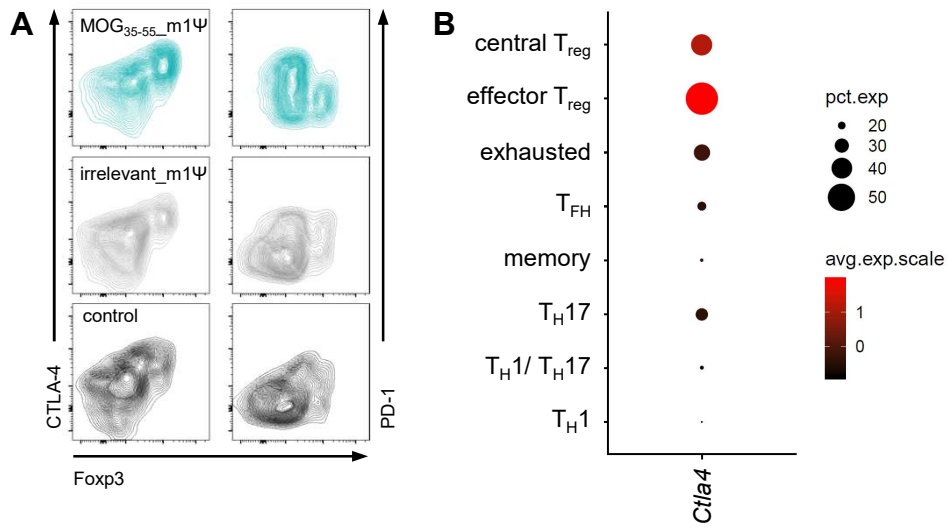 A
MOG35-55_m1Ψ
irrelevant_m1Ψ
control
CTLA-4
PD-1
Foxp3
B
central Treg
effector Treg
exhausted
TFH
memory
TH17
TH1/ TH17
TH1
Ctla4
pct.exp
20
30
40
50
avg.exp.scale
1
0